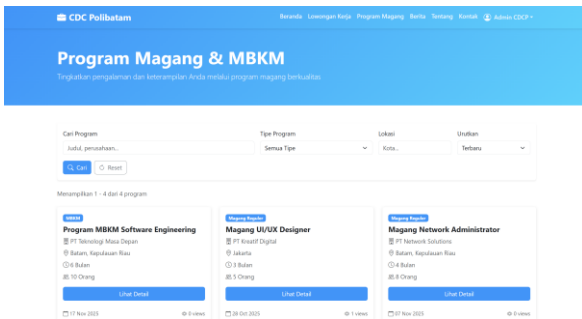 CDC Polibatam
Beranda Lowongan Kerja Program Magang Berita Tentang Kontak Admin CDCP
Program Magang & MBKM
Tingkatkan pengalaman dan keterampilan Anda melalui program magang berkualitas
Cari Program Tipe Program Lokasi Urutkan
Judul, perusahaan... Semua Tipe Kota... Terbaru
Cari Reset
Menampilkan 1 - 4 dari 4 program
MBKM
Program MBKM Software Engineering
PT Teknologi Masa Depan
Batam, Kepulauan Riau
6 Bulan
10 Orang
Lihat Detail
17 Nov 2025 0 views
Magang Reguler
Magang UI/UX Designer
PT Kreatif Digital
Jakarta
3 Bulan
5 Orang
Lihat Detail
26 Oct 2025 1 views
Magang Reguler
Magang Network Administrator
PT Network Solutions
Batam, Kepulauan Riau
4 Bulan
8 Orang
Lihat Detail
07 Nov 2025 0 views